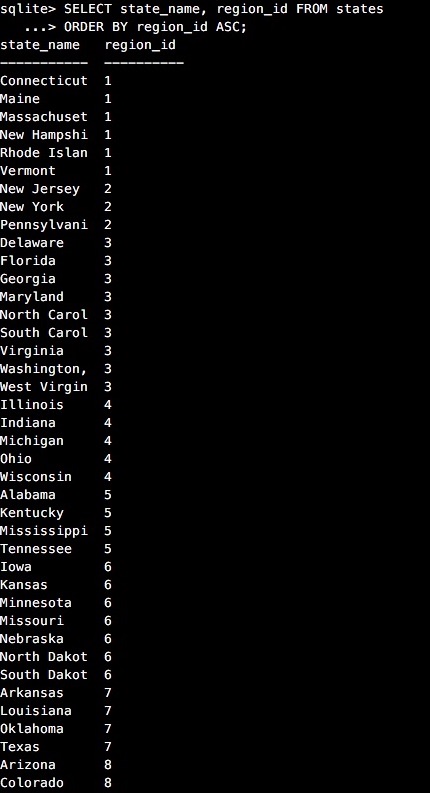 sqlite> SELECT state_name, region_id FROM states
   ...> ORDER BY region_id ASC;
state_name   region_id
-----------  ----------
Connecticut  1
Maine        1
Massachuset  1
New Hampshi  1
Rhode Islan  1
Vermont      1
New Jersey   2
New York     2
Pennsylvani  2
Delaware     3
Florida      3
Georgia      3
Maryland     3
North Carol  3
South Carol  3
Virginia     3
Washington,  3
West Virgin  3
Illinois     4
Indiana      4
Michigan     4
Ohio         4
Wisconsin    4
Alabama      5
Kentucky     5
Mississippi  5
Tennessee    5
Iowa         6
Kansas       6
Minnesota    6
Missouri     6
Nebraska     6
North Dakot  6
South Dakot  6
Arkansas     7
Louisiana    7
Oklahoma     7
Texas        7
Arizona      8
Colorado     8